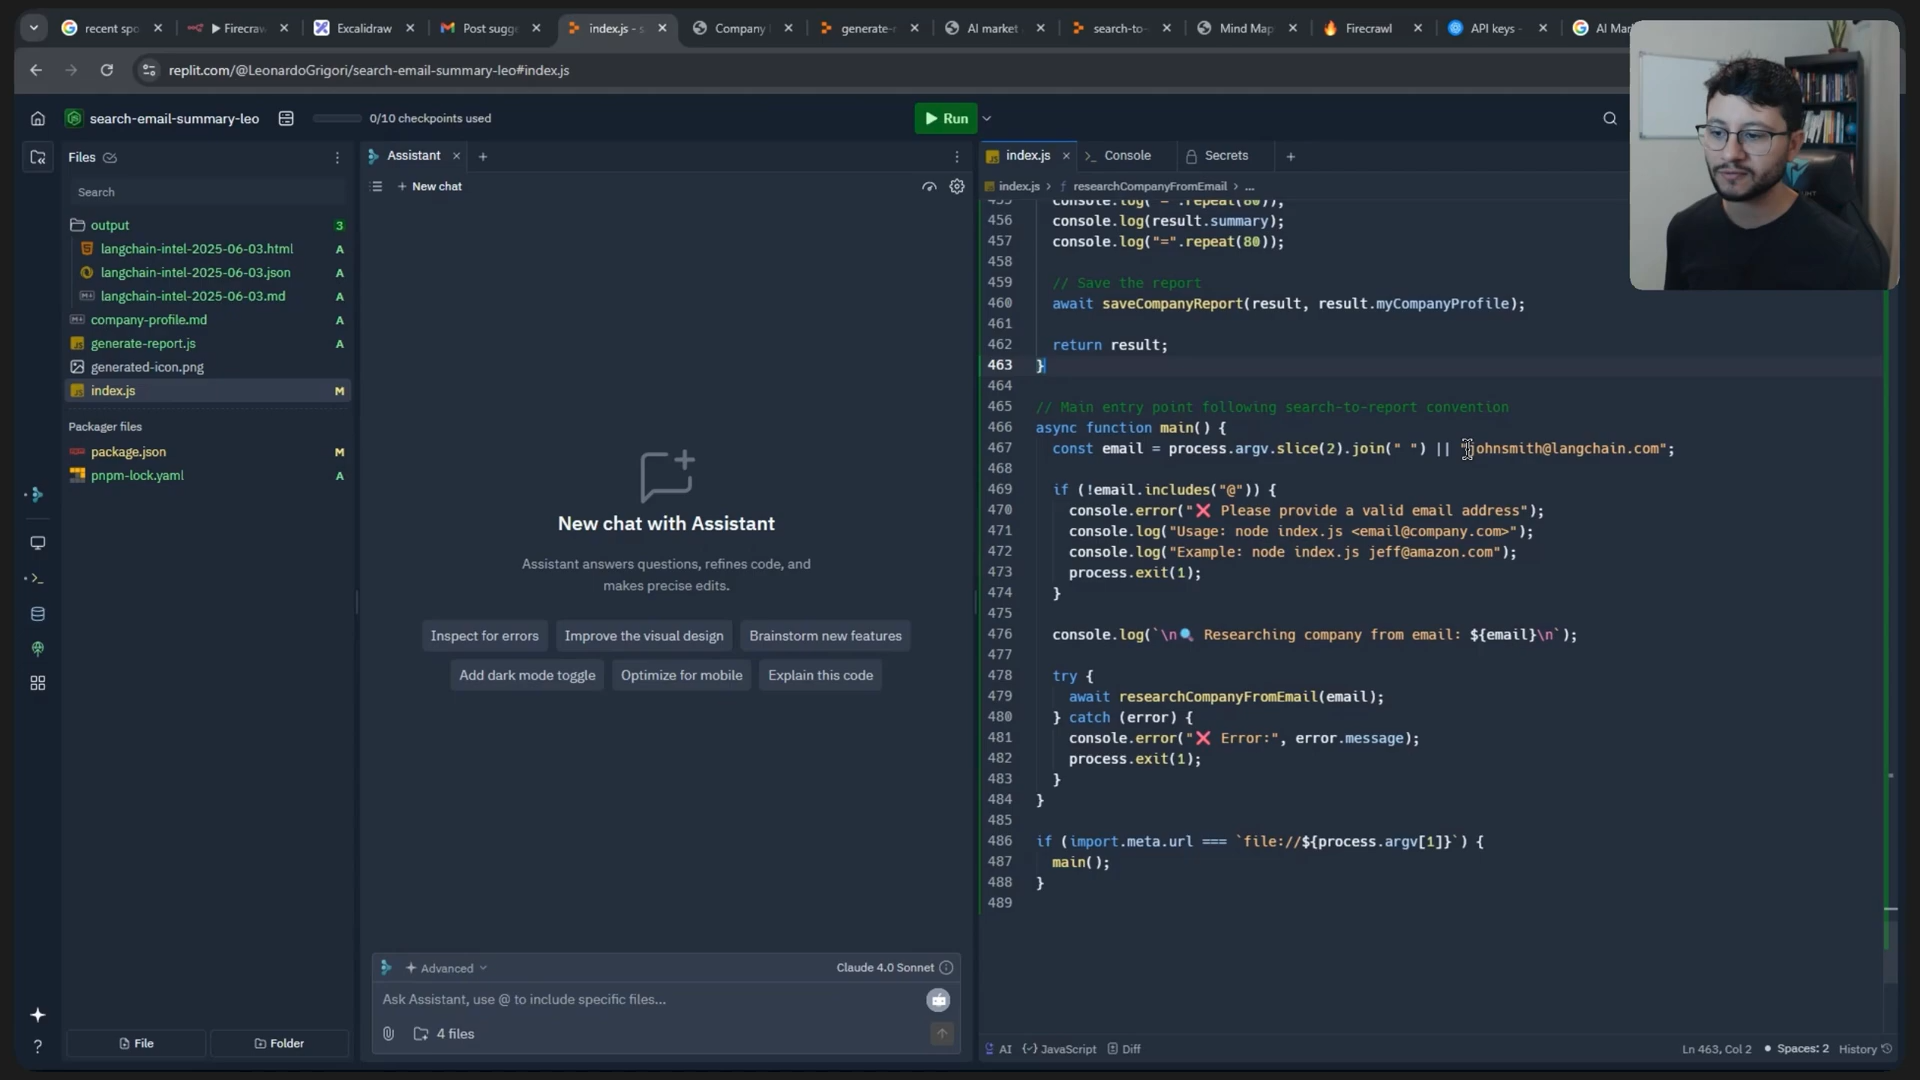 recent spo
Firecraw
Excalidraw
Post sugg
index.js - s
Company
generate-r
AI market
search-to-
Mind Map
Firecrawl
API keys -
AI Mar
replit.com/@LeonardoGrigori/search-email-summary-leo#index.js
search-email-summary-leo
0/10 checkpoints used
Run
Files
Assistant
index.js
Console
Secrets
Search
New chat
index.js > researchCompanyFromEmail > ...
output 3
langchain-intel-2025-06-03.html A
langchain-intel-2025-06-03.json A
langchain-intel-2025-06-03.md A
company-profile.md A
generate-report.js A
generated-icon.png
index.js M
Packager files
package.json M
pnpm-lock.yaml A
File
Folder
New chat with Assistant
Assistant answers questions, refines code, and
makes precise edits.
Inspect for errors
Improve the visual design
Brainstorm new features
Add dark mode toggle
Optimize for mobile
Explain this code
Advanced
Claude 4.0 Sonnet
Ask Assistant, use @ to include specific files...
4 files
455 console.log("=".repeat(80));
456 console.log(result.summary);
457 console.log("=".repeat(80));
458
459 // Save the report
460 await saveCompanyReport(result, result.myCompanyProfile);
461
462 return result;
463 }
464
465 // Main entry point following search-to-report convention
466 async function main() {
467 const email = process.argv.slice(2).join(" ") || "johnsmith@langchain.com";
468
469 if (!email.includes("@")) {
470 console.error("❌ Please provide a valid email address");
471 console.log("Usage: node index.js <email@company.com>");
472 console.log("Example: node index.js jeff@amazon.com");
473 process.exit(1);
474 }
475
476 console.log(`\n🔍 Researching company from email: ${email}\n`);
477
478 try {
479 await researchCompanyFromEmail(email);
480 } catch (error) {
481 console.error("❌ Error:", error.message);
482 process.exit(1);
483 }
484 }
485
486 if (import.meta.url === `file://${process.argv[1]}`) {
487 main();
488 }
489
AI
JavaScript
Diff
Ln 463, Col 2
Spaces: 2
History